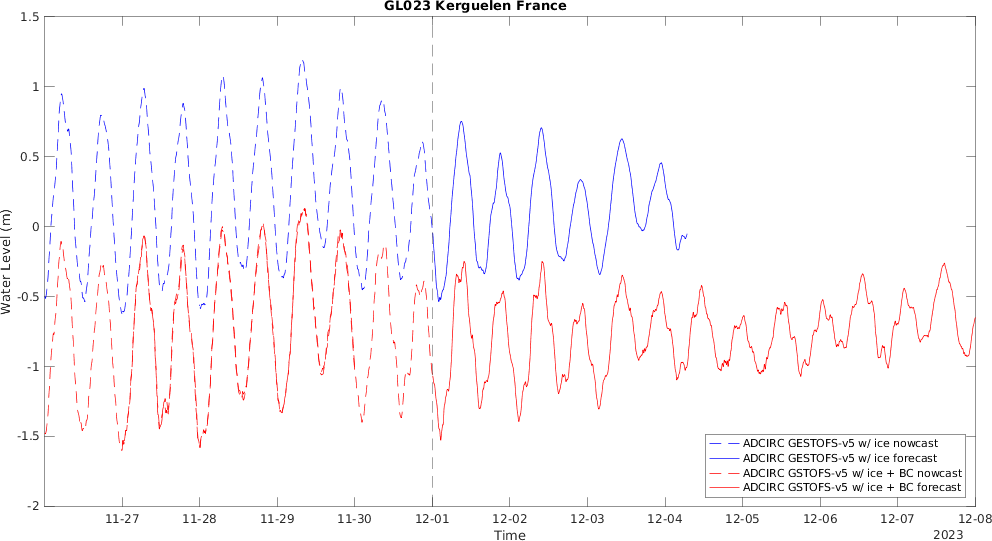 GL023 Kerguelen France
1.5
1
0.5
0
-0.5
-1
-1.5
-2
Water Level (m)
11-27 11-28 11-29 11-30 12-01 12-02 12-03 12-04 12-05 12-06 12-07 12-08
Time
2023
ADCIRC GESTOFS-v5 w/ ice nowcast
ADCIRC GESTOFS-v5 w/ ice forecast
ADCIRC GSTOFS-v5 w/ ice + BC nowcast
ADCIRC GSTOFS-v5 w/ ice + BC forecast